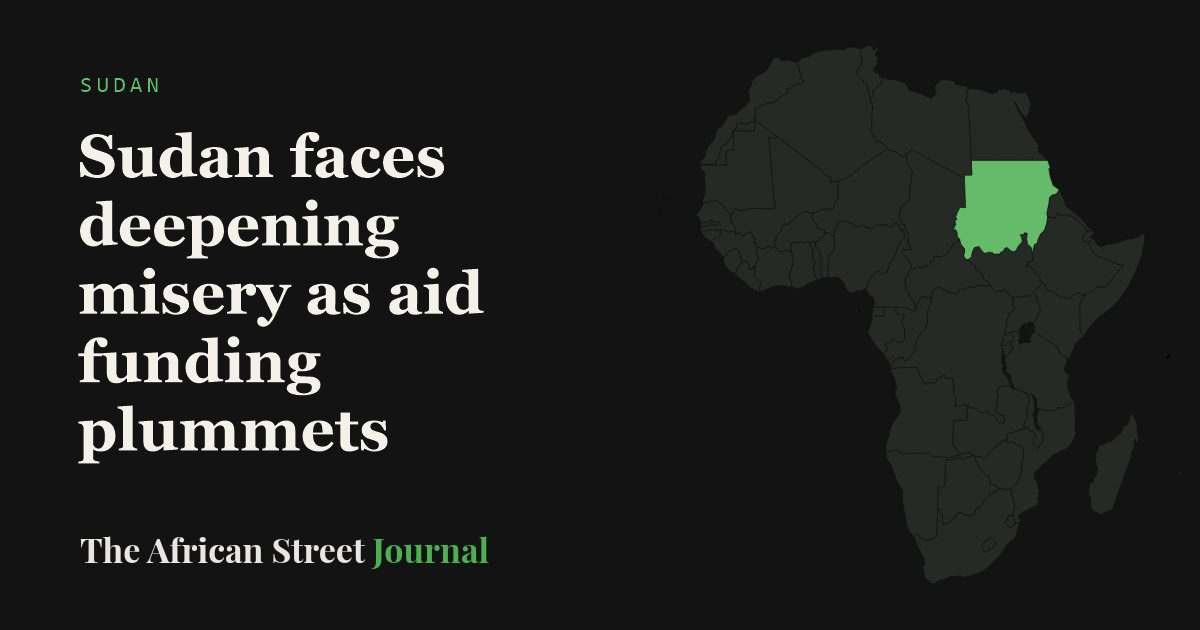 SUDAN
Sudan faces
deepening
misery as aid
funding
plummets
The African Street Journal